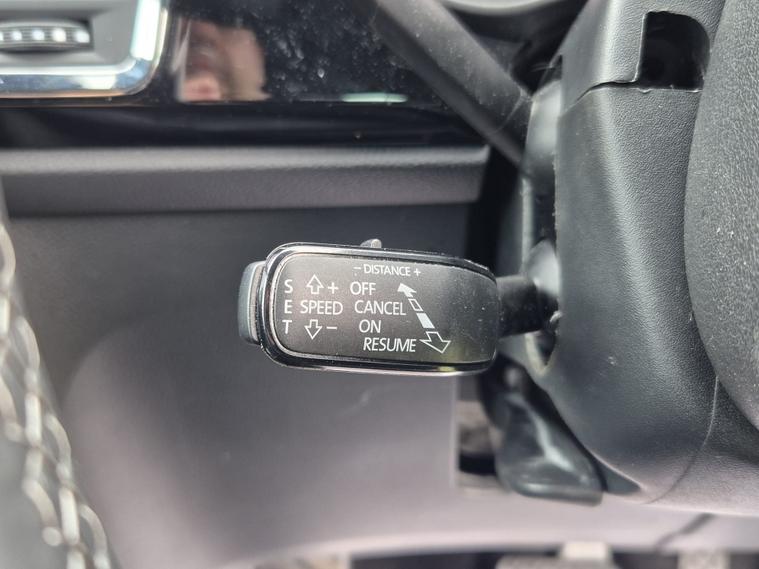 - DISTANCE +
S + OFF
E SPEED CANCEL
T - ON
RESUME